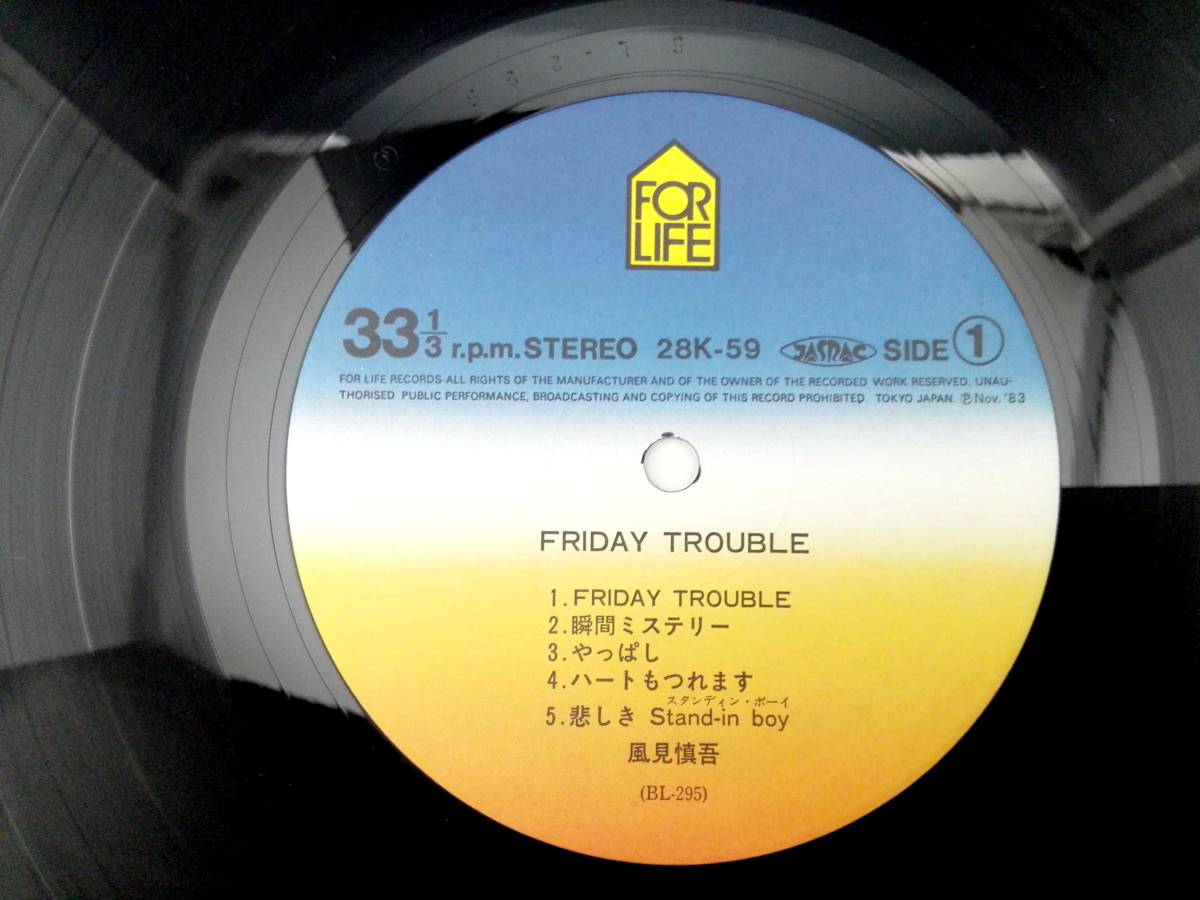 BL-295
FOR
LIFE
33 1/3 r.p.m. STEREO 28K-59 JASRAC SIDE 1
FOR LIFE RECORDS-ALL RIGHTS OF THE MANUFACTURER AND OF THE OWNER OF THE RECORDED WORK RESERVED. UNAU-
THORISED PUBLIC PERFORMANCE, BROADCASTING AND COPYING OF THIS RECORD PROHIBITED. TOKYO JAPAN. ℗Nov. '83
FRIDAY TROUBLE
1.FRIDAY TROUBLE
2.瞬間ミステリー
3.やっぱし
4.ハートもつれます
スタンディン・ボーイ
5.悲しき Stand-in boy
風見慎吾
(BL-295)